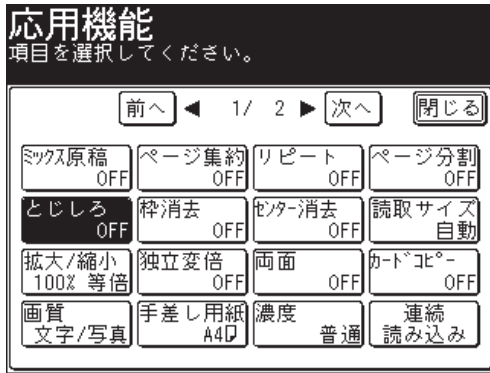 応用機能
項目を選択してください。
前へ ◀ 1/ 2 ▶ 次へ 閉じる
ﾐｯｸｽ原稿 ページ集約 リピート ページ分割
OFF OFF OFF OFF
とじしろ 枠消去 ｾﾝﾀｰ消去 読取サイズ
OFF OFF OFF 自動
拡大/縮小 独立変倍 両面 ｶｰﾄﾞｺﾋﾟｰ
100% 等倍 OFF OFF OFF
画質 手差し用紙 濃度 連続
文字/写真 A4 普通 読み込み